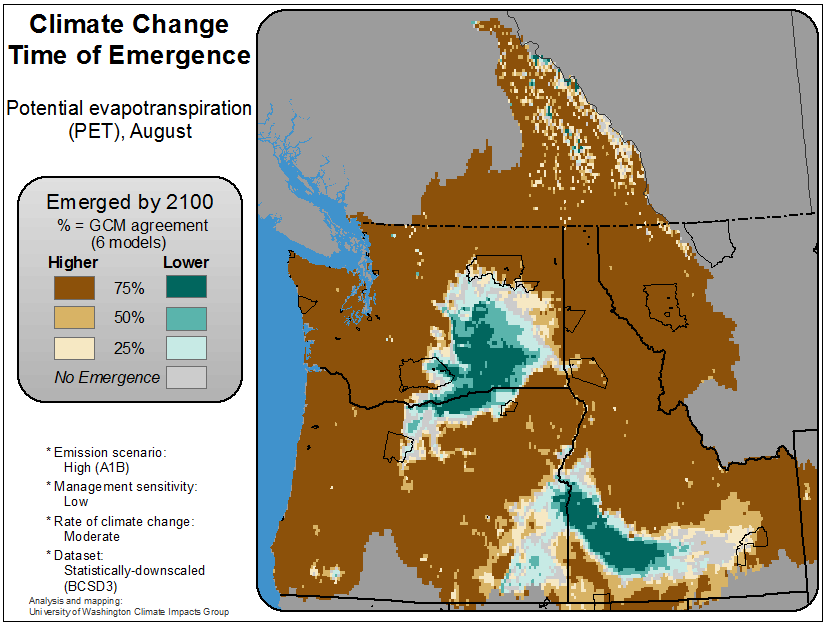 Climate Change
Time of Emergence
Potential evapotranspiration
(PET), August
Emerged by 2100
% = GCM agreement
(6 models)
Higher Lower
75%
50%
25%
No Emergence
* Emission scenario:
High (A1B)
* Management sensitivity:
Low
* Rate of climate change:
Moderate
* Dataset:
Statistically-downscaled
(BCSD3)
Analysis and mapping:
University of Washington Climate Impacts Group